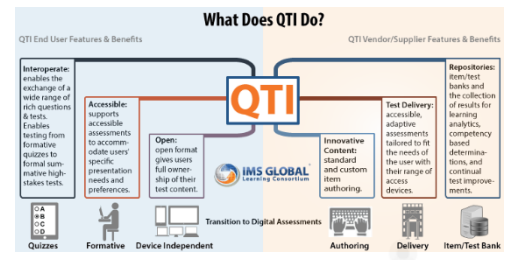 What Does QTI Do?
QTI End User Features & Benefits
QTI Vendor/Supplier Features & Benefits
Interoperate:
enables the
exchange of a
wide range of
rich questions
& tests.
Enables
testing from
formative
quizzes to
formal sum-
mative high-
stakes tests.
Accessible:
supports
accessible
assessments
to accomm-
odate users'
specific
presentation
needs and
preferences.
Open:
open format
gives users
full owner-
ship of their
test content.
QTI
IMS GLOBAL
Learning Consortium
Innovative
Content:
standard
and custom
item
authoring.
Test Delivery:
accessible,
adaptive
assessments
tailored to fit
the needs of
the user with
their range of
access
devices.
Repositories:
item/test
banks and the
collection of
results for
learning
analytics,
competency
based
determina-
tions, and
continual
test improve-
ments.
A
B
C
D
Transition to Digital Assessments
Quizzes
Formative
Device Independent
Authoring
Delivery
Item/Test Bank